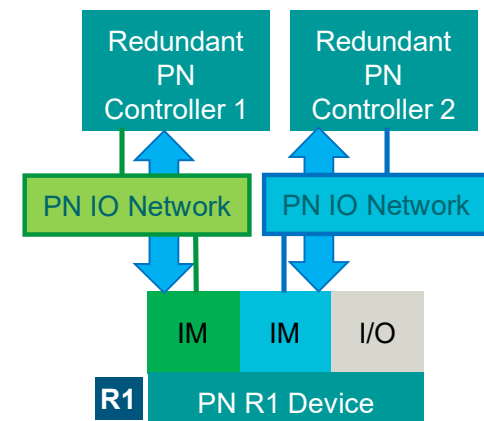 Redundant
PN
Controller 1
Redundant
PN
Controller 2
PN IO Network
PN IO Network
IM
IM
I/O
R1
PN R1 Device